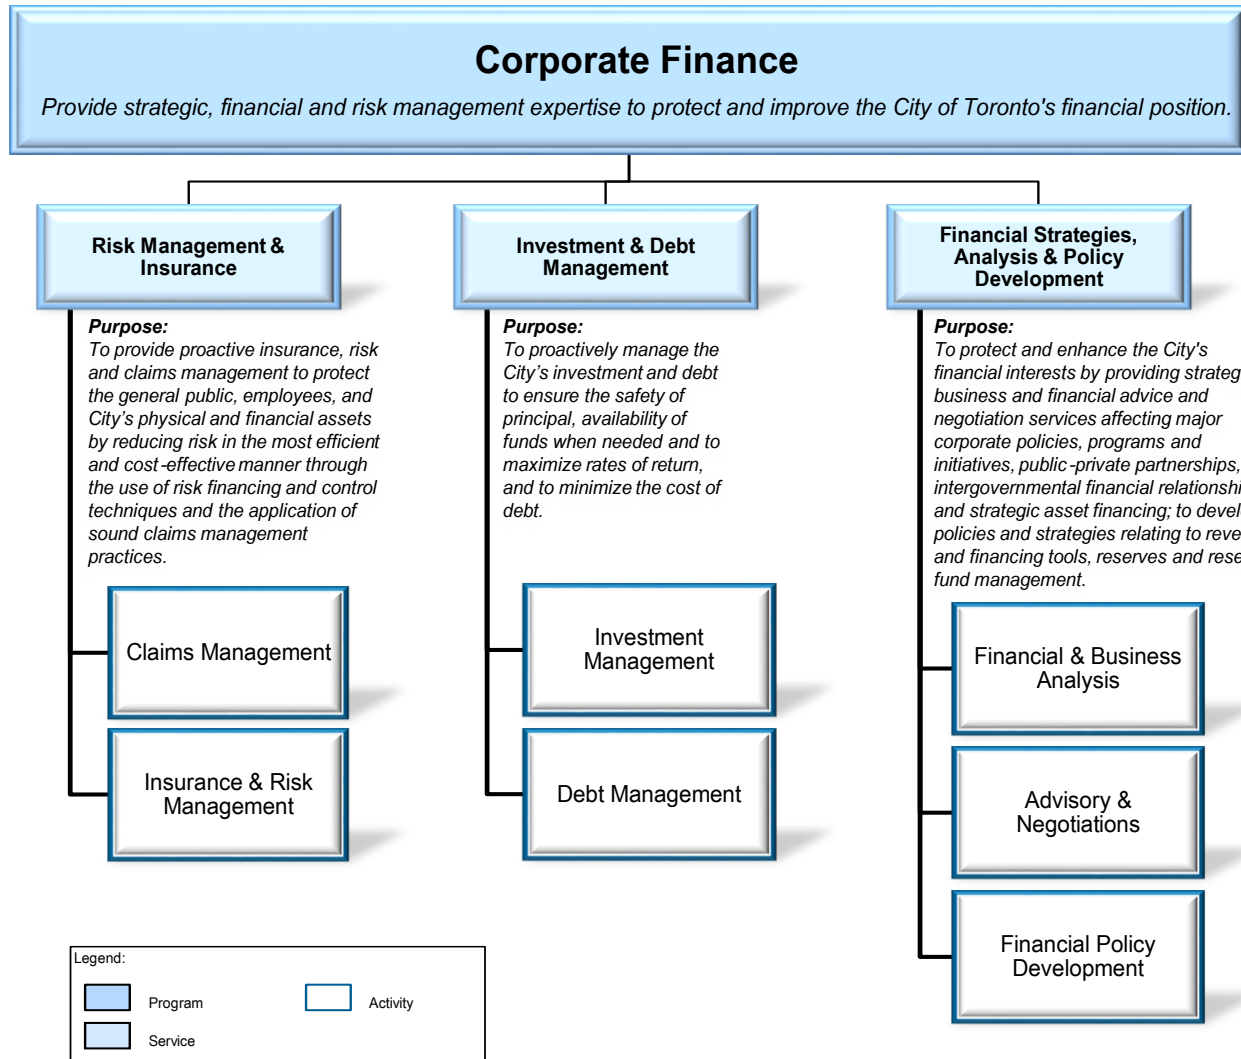 Corporate Finance
Provide strategic, financial and risk management expertise to protect and improve the City of Toronto's financial position.
Risk Management &
Insurance
Purpose:
To provide proactive insurance, risk
and claims management to protect
the general public, employees, and
City's physical and financial assets
by reducing risk in the most efficient
and cost-effective manner through
the use of risk financing and control
techniques and the application of
sound claims management
practices.
Claims Management
Insurance & Risk
Management
Investment & Debt
Management
Purpose:
To proactively manage the
City's investment and debt
to ensure the safety of
principal, availability of
funds when needed and to
maximize rates of return,
and to minimize the cost of
debt.
Investment
Management
Debt Management
Financial Strategies,
Analysis & Policy
Development
Purpose:
To protect and enhance the City's
financial interests by providing
business and financial advice and
negotiation services affecting major
corporate policies, programs and
initiatives, public-private partnerships,
intergovernmental financial
and strategic asset financing; to
policies and strategies relating to
and financing tools, reserves and
fund management.
Financial & Business
Analysis
Advisory &
Negotiations
Financial Policy
Development
Legend:
Program
Activity
Service